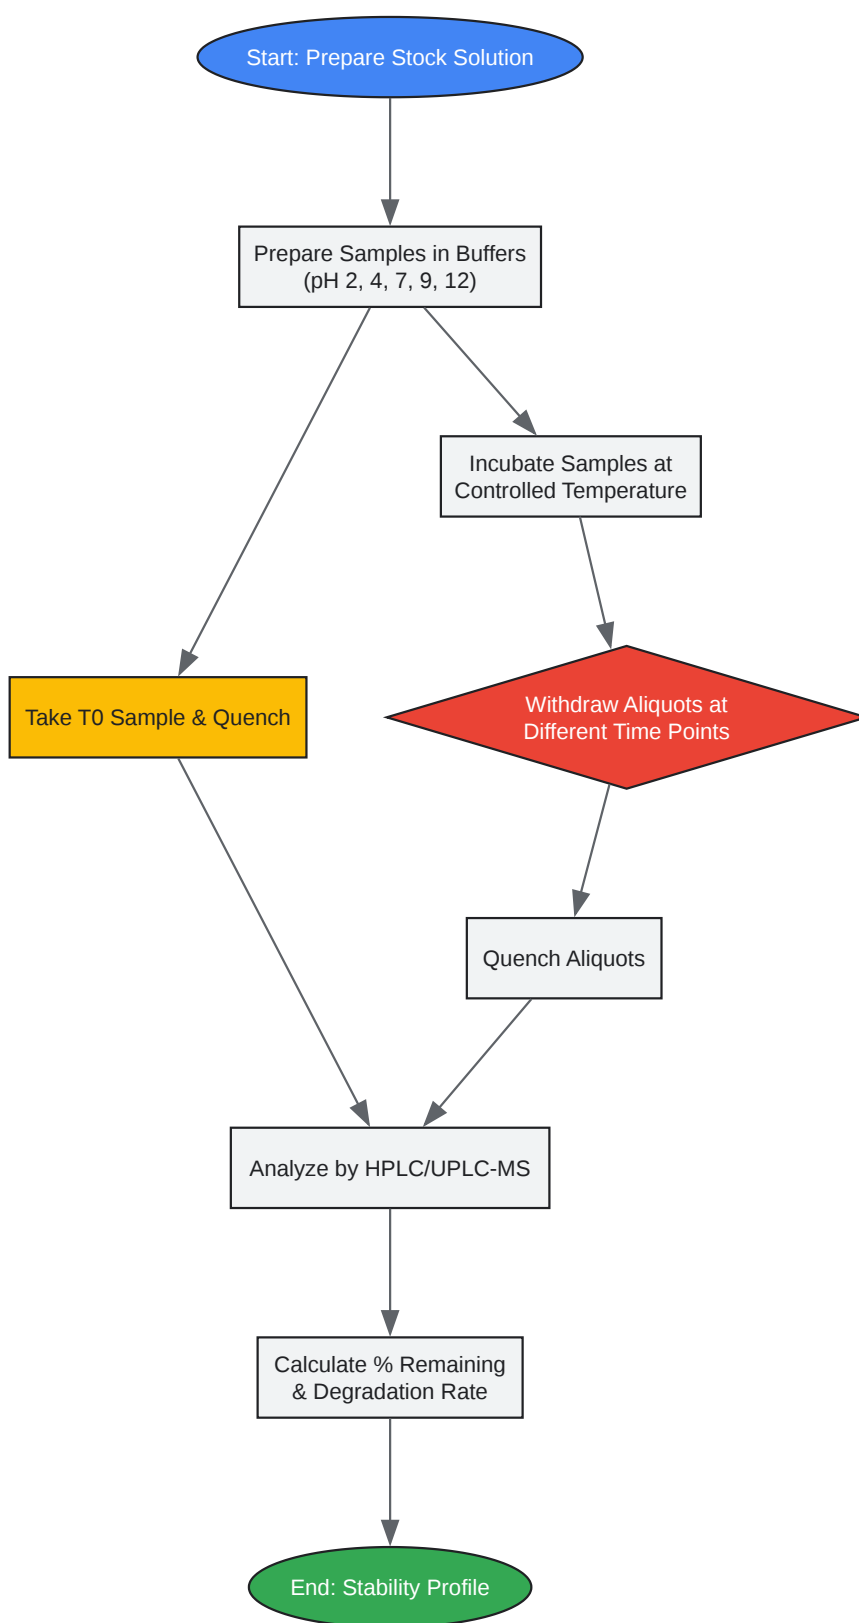 Start: Prepare Stock Solution
Prepare Samples in Buffers
(pH 2, 4, 7, 9, 12)
Incubate Samples at
Controlled Temperature
Take T0 Sample & Quench
Withdraw Aliquots at
Different Time Points
Quench Aliquots
Analyze by HPLC/UPLC-MS
Calculate % Remaining
& Degradation Rate
End: Stability Profile